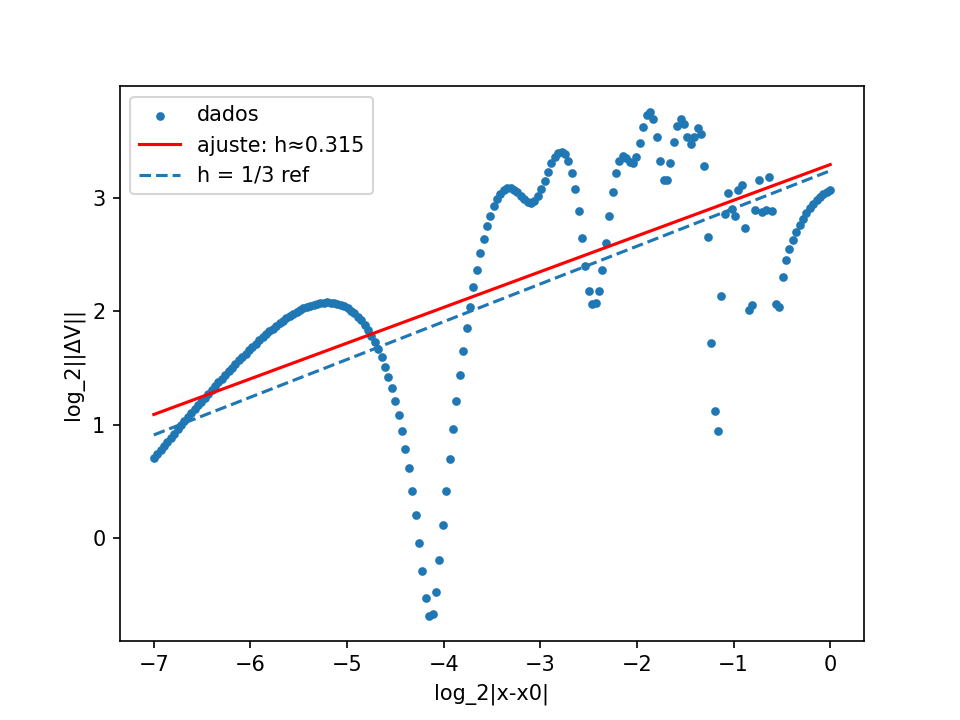 dados
ajuste: h≈0.315
h = 1/3 ref
log_2||ΔV||
3
2
1
0
−7 −6 −5 −4 −3 −2 −1 0
log_2|x-x0|